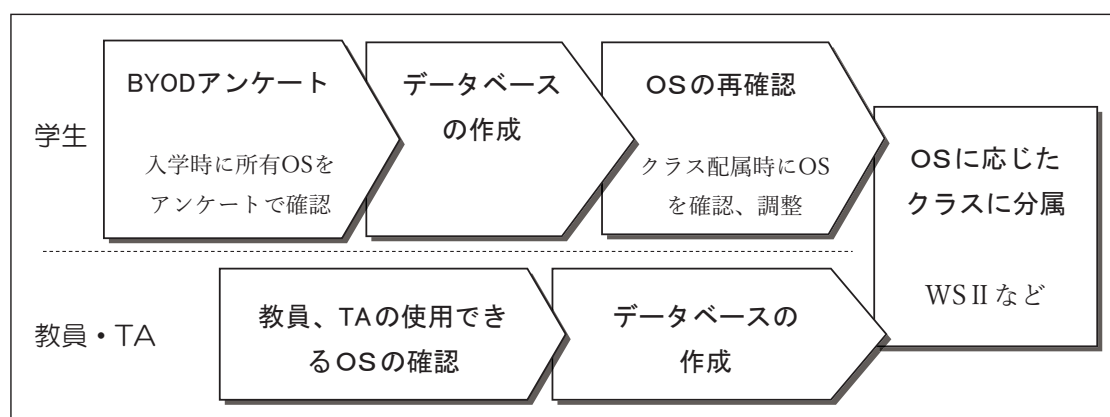 学生
BYODアンケート
入学時に所有OSを
アンケートで確認
データベース
の作成
OSの再確認
クラス配属時にOS
を確認、調整
OSに応じた
クラスに分属
WSⅡなど
教員・TA
教員、TAの使用でき
るOSの確認
データベースの
作成